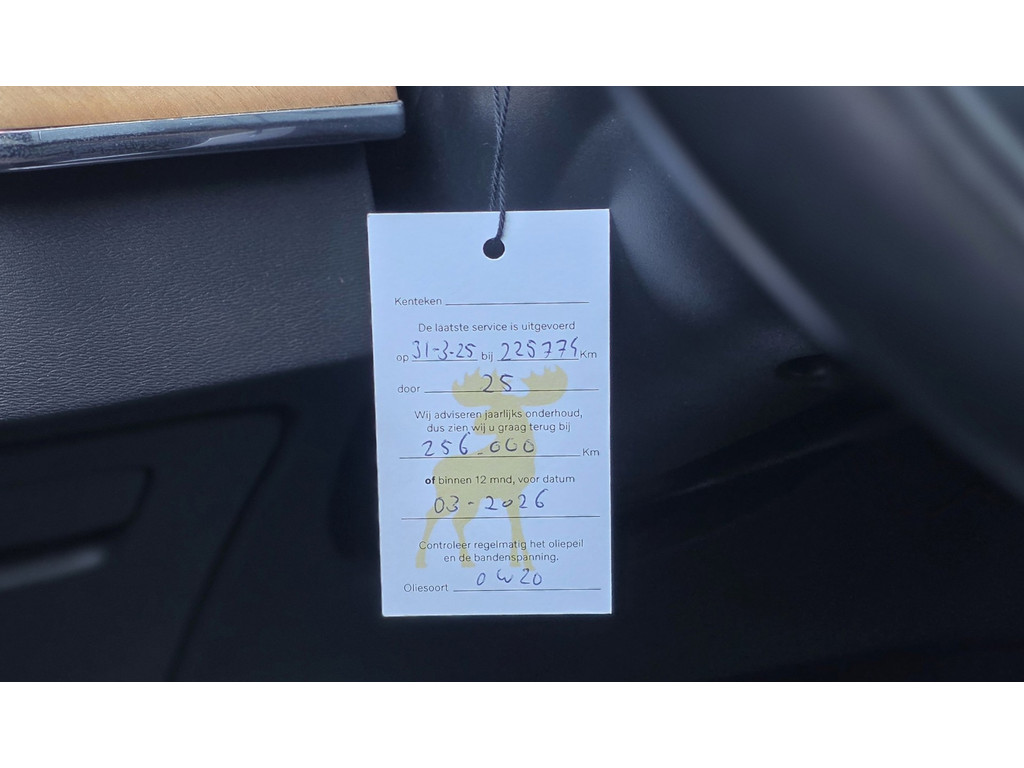 Kenteken
De laatste service is uitgevoerd
op 31-3-25 bij 225774 Km
door 25
Wij adviseren jaarlijks onderhoud,
dus zien wij u graag terug bij
256.000 Km
of binnen 12 mnd, voor datum
03-2026
Controleer regelmatig het oliepeil
en de bandenspanning.
Oliesoort 0w20